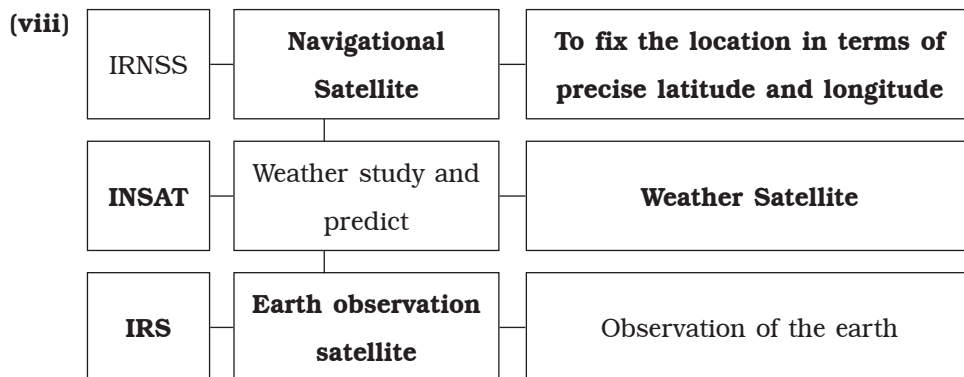 (viii)
IRNSS
Navigational
Satellite
To fix the location in terms of
precise latitude and longitude
INSAT
Weather study and
predict
Weather Satellite
IRS
Earth observation
satellite
Observation of the earth